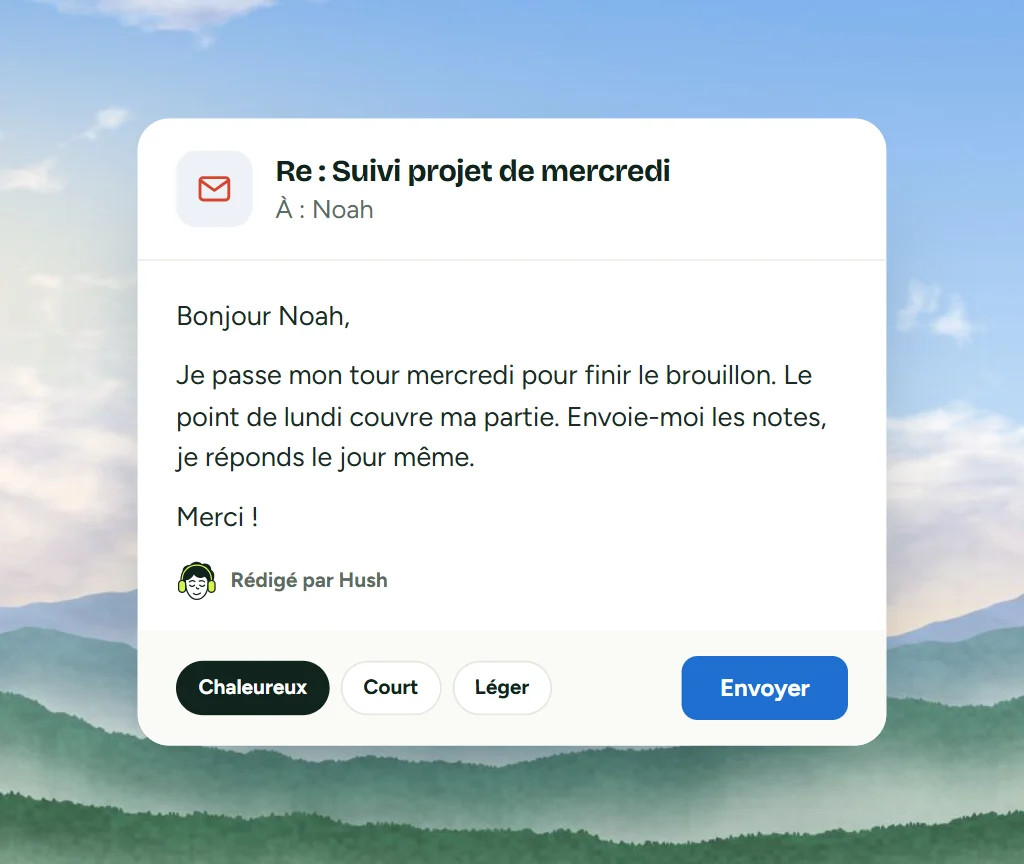 Re : Suivi projet de mercredi
À : Noah
Bonjour Noah,
Je passe mon tour mercredi pour finir le brouillon. Le
point de lundi couvre ma partie. Envoie-moi les notes,
je réponds le jour même.
Merci !
Rédigé par Hush
Chaleureux
Court
Léger
Envoyer